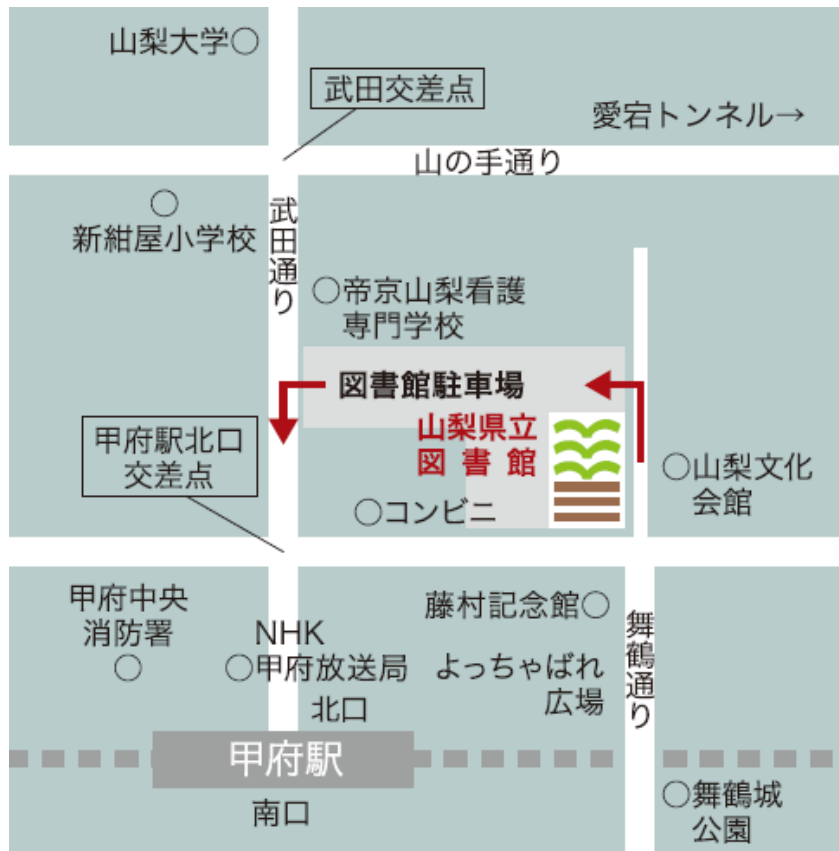 山梨大学○
武田交差点
愛宕トンネル→
山の手通り
○
新紺屋小学校
武田通り
○帝京山梨看護
専門学校
図書館駐車場
山梨県立
図書館
甲府駅北口
交差点
○山梨文化
会館
○コンビニ
甲府中央
消防署
○
NHK
○甲府放送局
北口
藤村記念館○
よっちゃばれ
広場
舞鶴通り
甲府駅
南口
○舞鶴城
公園